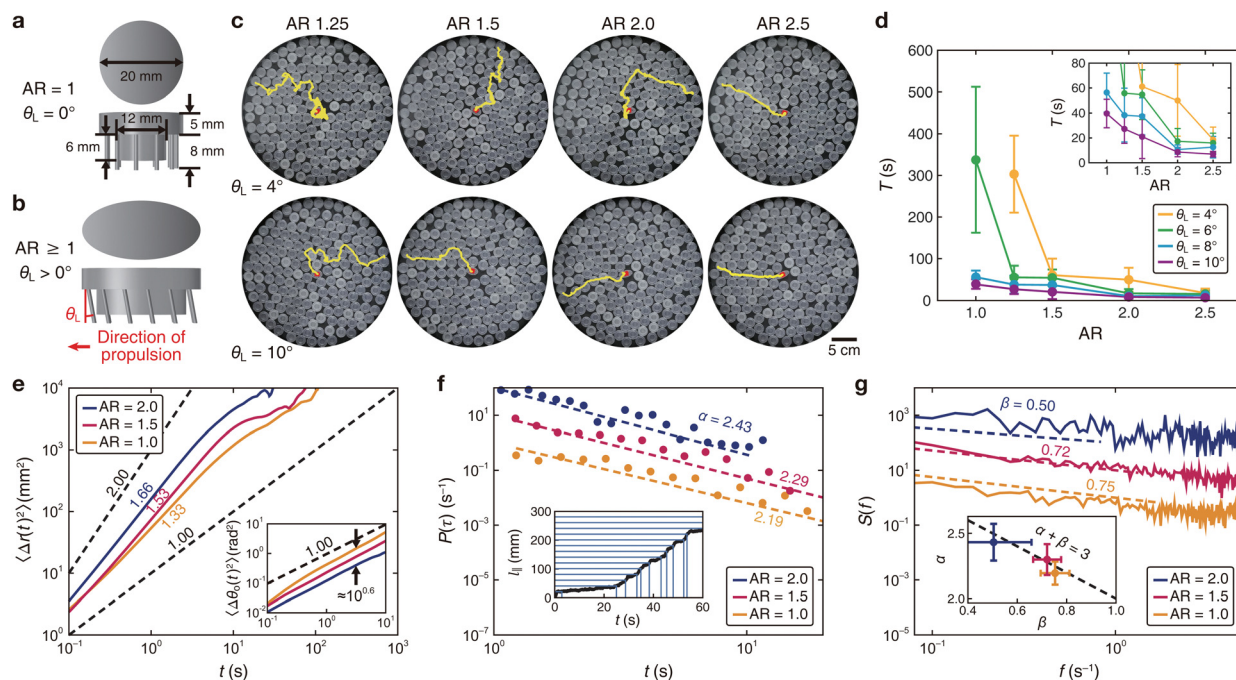 a
AR = 1
θL = 0°
20 mm
12 mm
5 mm
6 mm
8 mm
b
AR ≥ 1
θL > 0°
θL
Direction of
propulsion
c
AR 1.25
AR 1.5
AR 2.0
AR 2.5
θL = 4°
θL = 10°
5 cm
d
600
500
400
300
200
100
0
T (s)
1.0
1.5
2.0
2.5
AR
80
60
40
20
0
T (s)
1
1.5
2
2.5
AR
θL = 4°
θL = 6°
θL = 8°
θL = 10°
e
10⁴
10³
10²
10¹
10⁰
⟨Δr(t)²⟩ (mm²)
AR = 2.0
AR = 1.5
AR = 1.0
2.00
1.66
1.53
1.33
1.00
10⁻¹
10⁰
10¹
10²
10³
t (s)
10²
10¹
10⁰
10⁻¹
10⁻²
⟨Δθ₀(t)²⟩ (rad²)
1.00
≈10⁰·⁶
10⁻¹
10⁰
10¹
f
10¹
10⁻¹
10⁻³
10⁻⁵
10⁻⁷
P(τ) (s⁻¹)
α = 2.43
2.29
2.19
300
200
100
0
l∥ (mm)
0
20
40
60
t (s)
AR = 2.0
AR = 1.5
AR = 1.0
10¹
t (s)
g
10³
10¹
10⁻¹
10⁻³
10⁻⁵
S(f)
β = 0.50
0.72
0.75
2.5
2.0
α
α + β = 3
0.4
0.6
0.8
1.0
β
AR = 2.0
AR = 1.5
AR = 1.0
10⁰
f (s⁻¹)